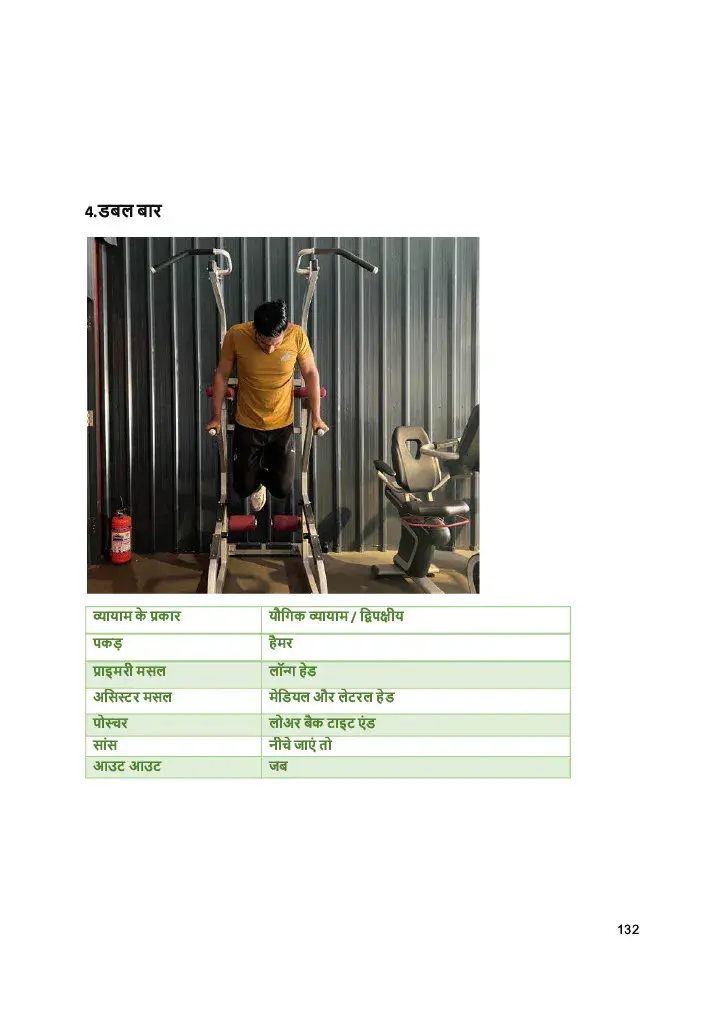 4.डबल बार
व्यायाम के प्रकार यौगिक व्यायाम / द्विपक्षीय
पकड़ हैमर
प्राइमरी मसल लॉन्ग हेड
असिस्टर मसल मेडियल और लेटरल हेड
पोस्चर लोअर बैक टाइट एंड
सांस नीचे जाएं तो
आउट आउट जब
132